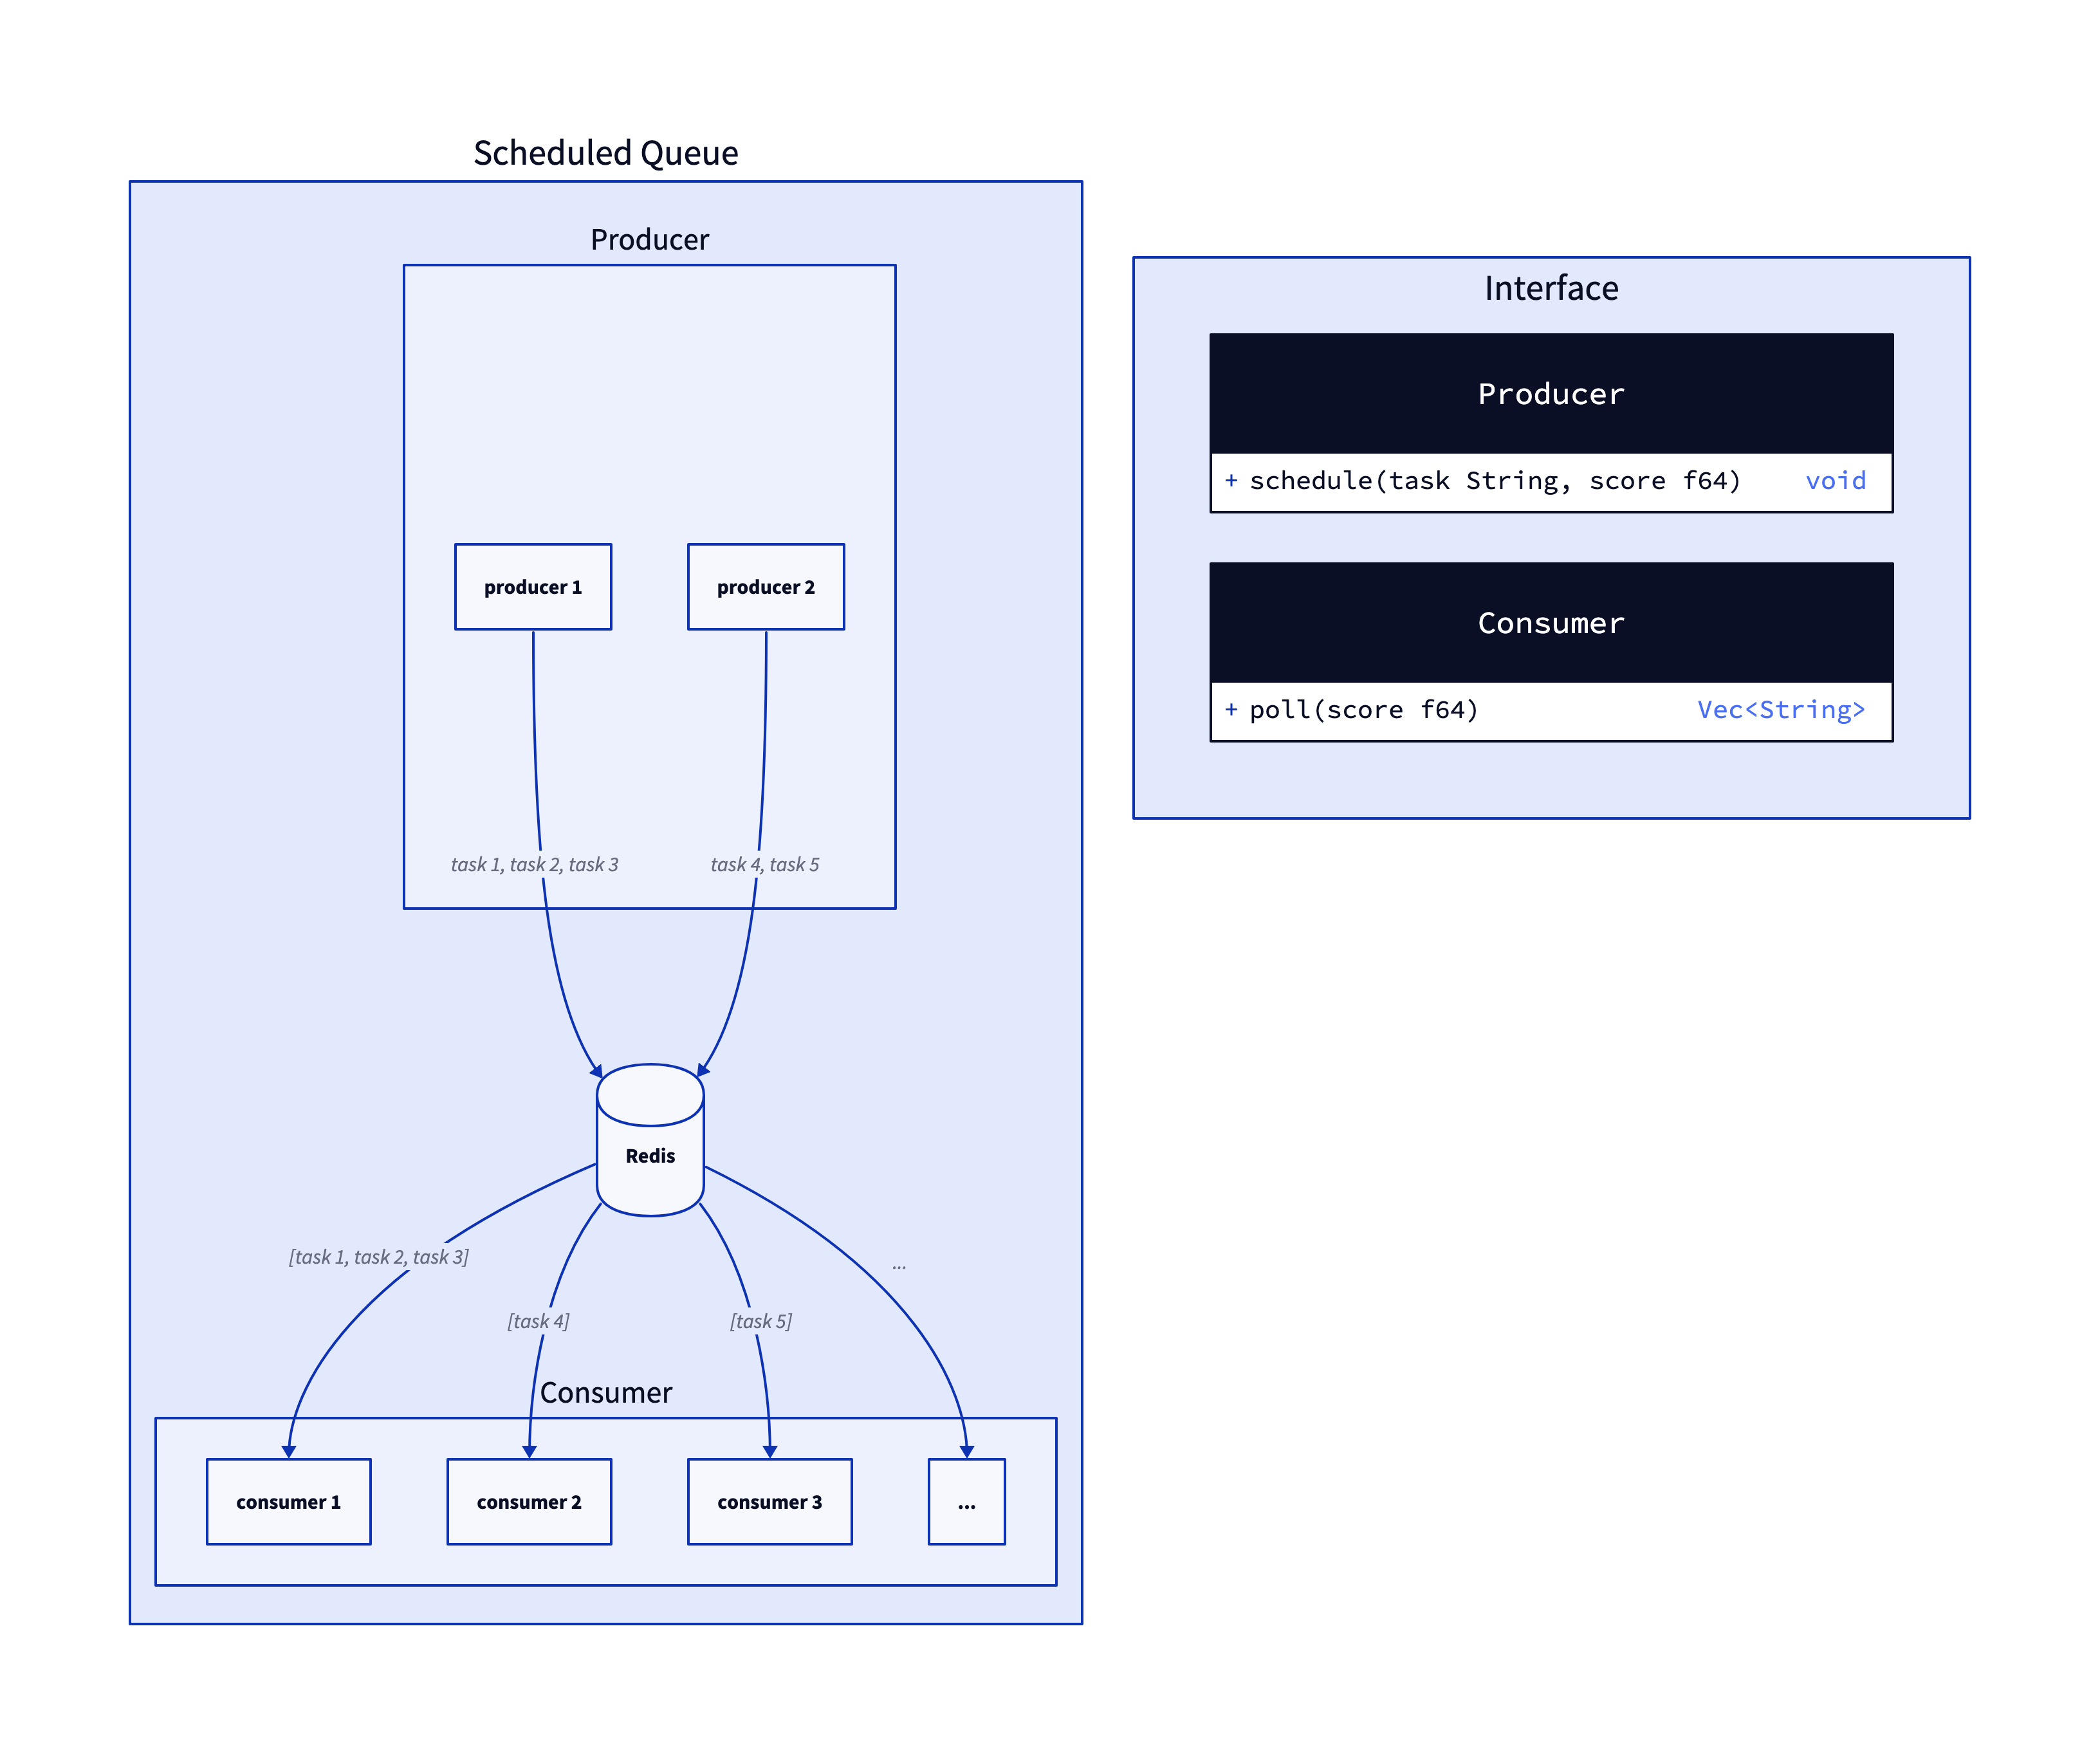 Scheduled Queue
Producer
producer 1
producer 2
task 1, task 2, task 3
task 4, task 5
Redis
[task 1, task 2, task 3]
...
[task 4]
[task 5]
Consumer
consumer 1
consumer 2
consumer 3
...
Interface
Producer
+ schedule(task String, score f64) void
Consumer
+ poll(score f64) Vec<String>